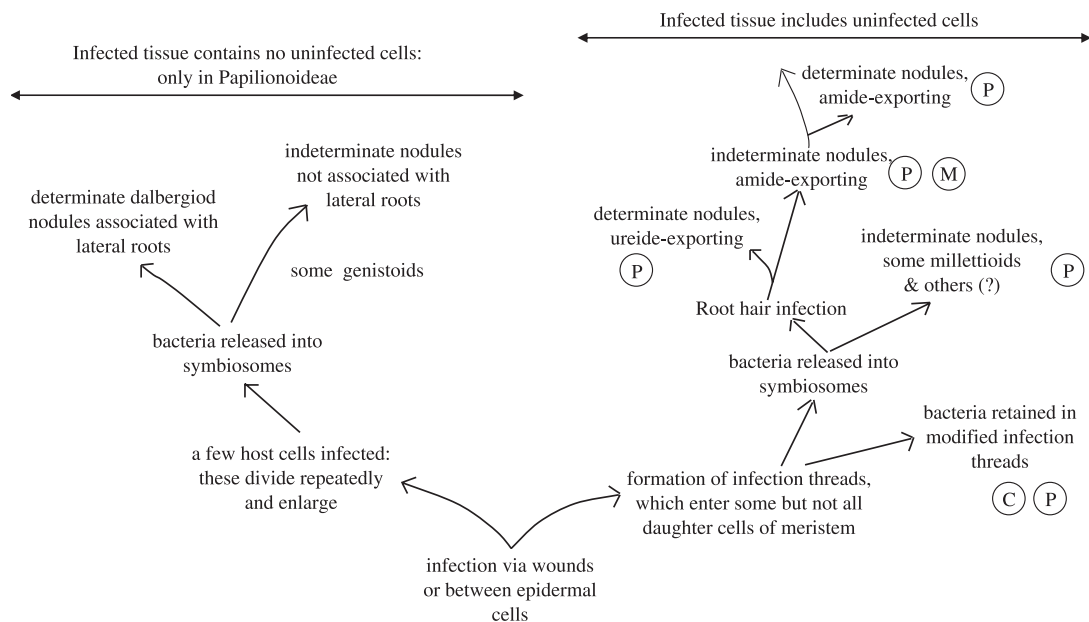 Infected tissue includes uninfected cells
Infected tissue contains no uninfected cells:
only in Papilionoideae
determinate nodules,
amide-exporting
P
indeterminate nodules
not associated with
lateral roots
indeterminate nodules,
amide-exporting
P
M
determinate dalbergiod
nodules associated with
lateral roots
determinate nodules,
ureide-exporting
P
indeterminate nodules,
some millettioids
& others (?)
P
some genistoids
Root hair infection
bacteria released into
symbiosomes
bacteria released into
symbiosomes
bacteria retained in
modified infection
threads
C
P
a few host cells infected:
these divide repeatedly
and enlarge
formation of infection threads,
which enter some but not all
daughter cells of meristem
infection via wounds
or between epidermal
cells